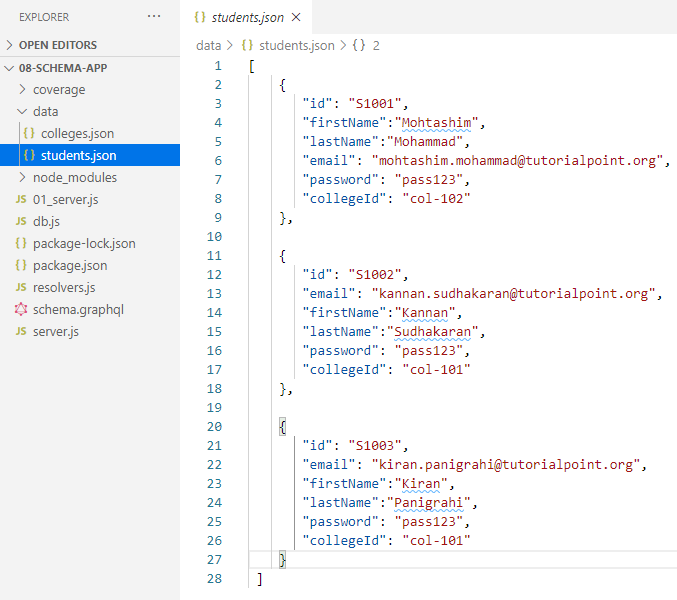 EXPLORER
OPEN EDITORS
08-SCHEMA-APP
coverage
data
colleges.json
students.json
node_modules
01_server.js
db.js
package-lock.json
package.json
resolvers.js
schema.graphql
server.js
students.json
data > students.json > {} 2
1 [
2 {
3 "id": "S1001",
4 "firstName":"Mohtashim",
5 "lastName":"Mohammad",
6 "email": "mohtashim.mohammad@tutorialpoint.org",
7 "password": "pass123",
8 "collegeId": "col-102"
9 },
10
11 {
12 "id": "S1002",
13 "email": "kannan.sudhakaran@tutorialpoint.org",
14 "firstName":"Kannan",
15 "lastName":"Sudhakaran",
16 "password": "pass123",
17 "collegeId": "col-101"
18 },
19
20 {
21 "id": "S1003",
22 "email": "kiran.panigrahi@tutorialpoint.org",
23 "firstName":"Kiran",
24 "lastName":"Panigrahi",
25 "password": "pass123",
26 "collegeId": "col-101"
27 }
28 ]